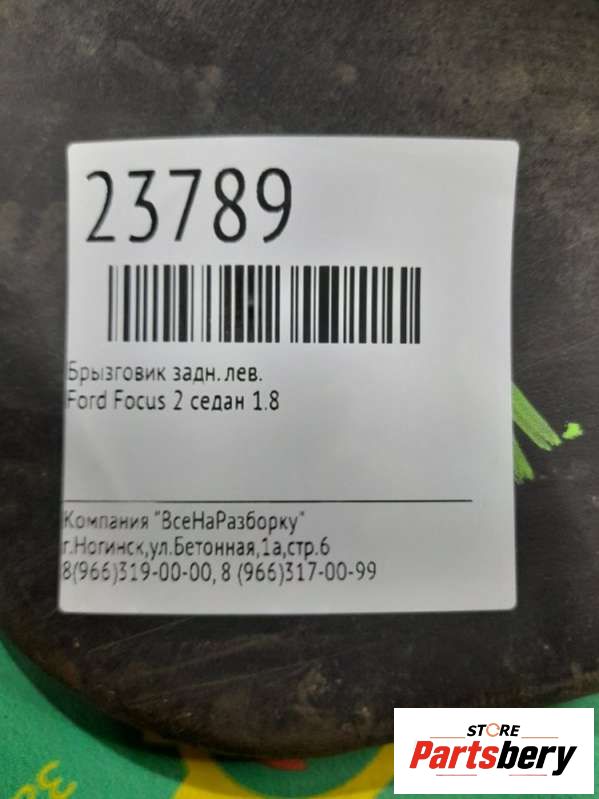 23789
Брызговик задн.лев.
Ford Focus 2 седан 1.8
Компания "ВсеНаРазборку"
г.Ногинск,ул.Бетонная,1а,стр.6
8(966)319-00-00, 8 (966)317-00-99
STORE
Partsbery